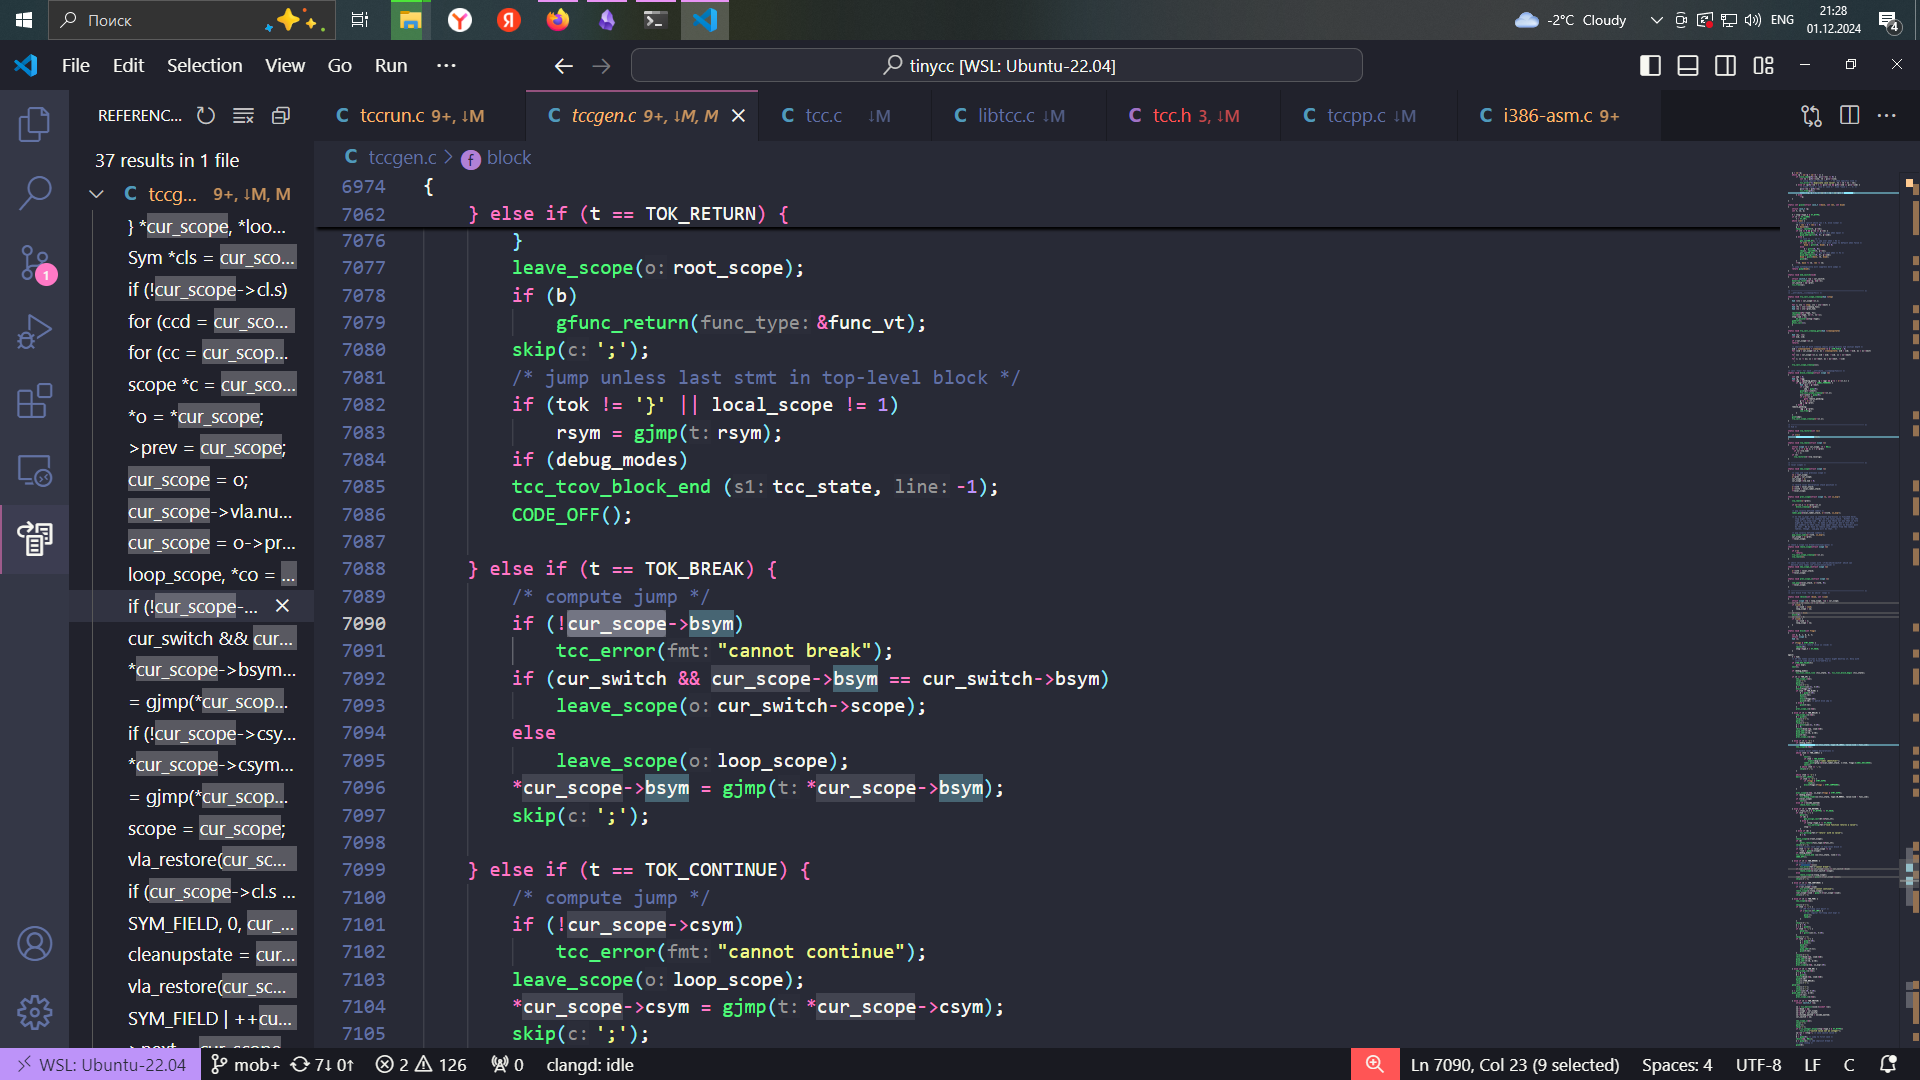 Поиск
-2°C Cloudy
ENG
21:28
01.12.2024
4
File Edit Selection View Go Run ···
tinycc [WSL: Ubuntu-22.04]
REFERENC...
C tccrun.c 9+, ↓M
C tccgen.c 9+, ↓M, M
C tcc.c ↓M
C libtcc.c ↓M
C tcc.h 3, ↓M
C tccpp.c ↓M
C i386-asm.c 9+
37 results in 1 file
C tccg... 9+, ↓M, M
} *cur_scope, *loo...
Sym *cls = cur_sco...
if (!cur_scope->cl.s)
for (ccd = cur_sco...
for (cc = cur_scop...
scope *c = cur_sco...
*o = *cur_scope;
>prev = cur_scope;
cur_scope = o;
cur_scope->vla.nu...
cur_scope = o->pr...
loop_scope, *co = ...
if (!cur_scope-...
cur_switch && cur...
*cur_scope->bsym...
= gjmp(*cur_scop...
if (!cur_scope->csy...
*cur_scope->csym...
= gjmp(*cur_scop...
scope = cur_scope;
vla_restore(cur_sc...
if (cur_scope->cl.s ...
SYM_FIELD, 0, cur_...
cleanupstate = cur...
vla_restore(cur_sc...
SYM_FIELD | ++cu...
1
C tccgen.c > f block
6974 {
7062 } else if (t == TOK_RETURN) {
7076 }
7077 leave_scope(o: root_scope);
7078 if (b)
7079 gfunc_return(func_type: &func_vt);
7080 skip(c: ';');
7081 /* jump unless last stmt in top-level block */
7082 if (tok != '}' || local_scope != 1)
7083 rsym = gjmp(t: rsym);
7084 if (debug_modes)
7085 tcc_tcov_block_end (s1: tcc_state, line: -1);
7086 CODE_OFF();
7087
7088 } else if (t == TOK_BREAK) {
7089 /* compute jump */
7090 if (!cur_scope->bsym)
7091 tcc_error(fmt: "cannot break");
7092 if (cur_switch && cur_scope->bsym == cur_switch->bsym)
7093 leave_scope(o: cur_switch->scope);
7094 else
7095 leave_scope(o: loop_scope);
7096 *cur_scope->bsym = gjmp(t: *cur_scope->bsym);
7097 skip(c: ';');
7098
7099 } else if (t == TOK_CONTINUE) {
7100 /* compute jump */
7101 if (!cur_scope->csym)
7102 tcc_error(fmt: "cannot continue");
7103 leave_scope(o: loop_scope);
7104 *cur_scope->csym = gjmp(t: *cur_scope->csym);
7105 skip(c: ';');
WSL: Ubuntu-22.04 mob+ 7↓ 0↑ 2 126 0 clangd: idle
Ln 7090, Col 23 (9 selected) Spaces: 4 UTF-8 LF C